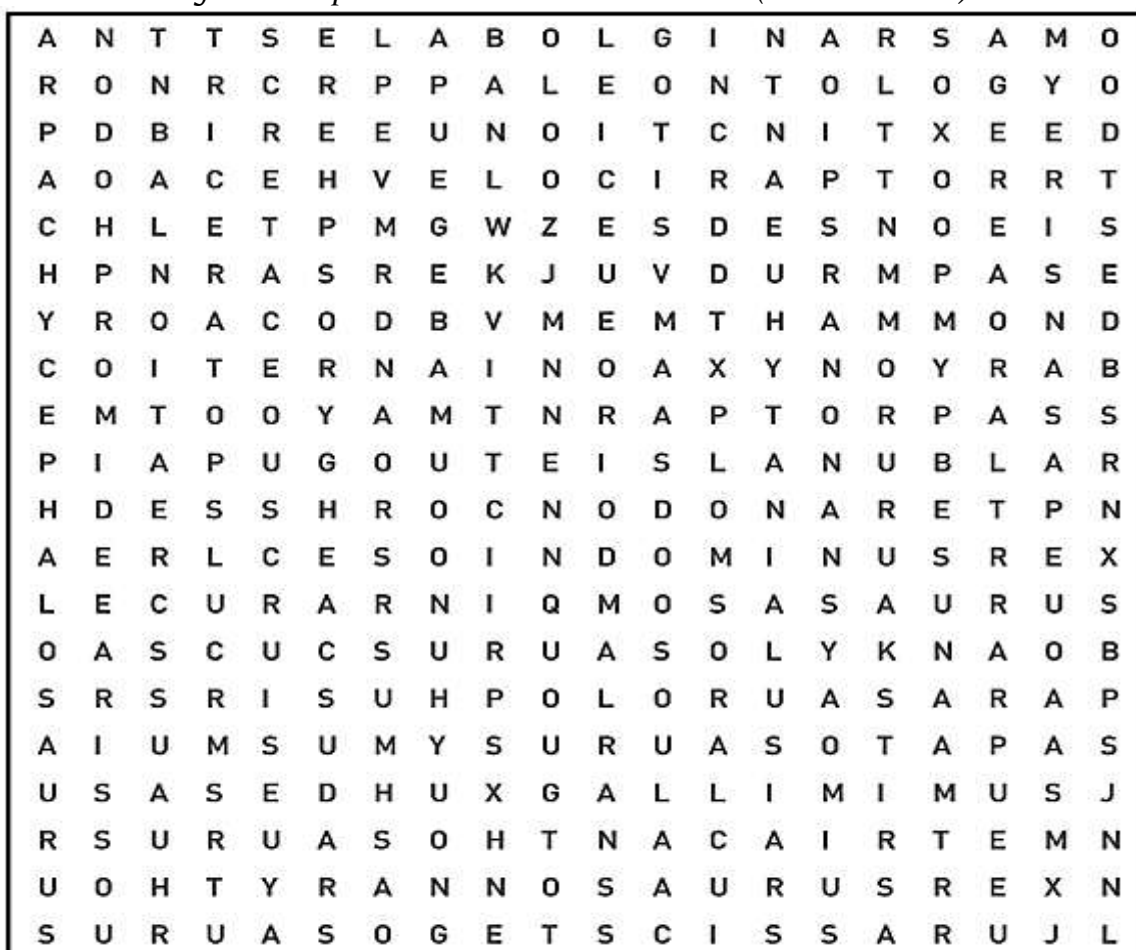 A N T T S E L A B O L G I N A R S A M O
R O N R C R P P A L E O N T O L O G Y O
P D B I R E E U N O I T C N I T X E E D
A O A C E H V E L O C I R A P T O R R T
C H L E T P M G W Z E S D E S N O E I S
H P N R A S R E K J U V D U R M P A S E
Y R O A C O D B V M E M T H A M M O N D
C O I T E R N A I N O A X Y N O Y R A B
E M T O O Y A M T N R A P T O R P A S S
P I A P U G O U T E I S L A N U B L A R
H D E S S H R O C N O D O N A R E T P N
A E R L C E S O I N D O M I N U S R E X
L E C U R A R N I Q M O S A S A U R U S
O A S C U C S U R U A S O L Y K N A O B
S R S R I S U H P O L O R U A S A R A P
A I U M S U M Y S U R U A S O T A P A S
U S A S E D H U X G A L L I M I M U S J
R S U R U A S O H T N A C A I R T E M N
U O H T Y R A N N O S A U R U S R E X N
S U R U A S O G E T S C I S S A R U J L